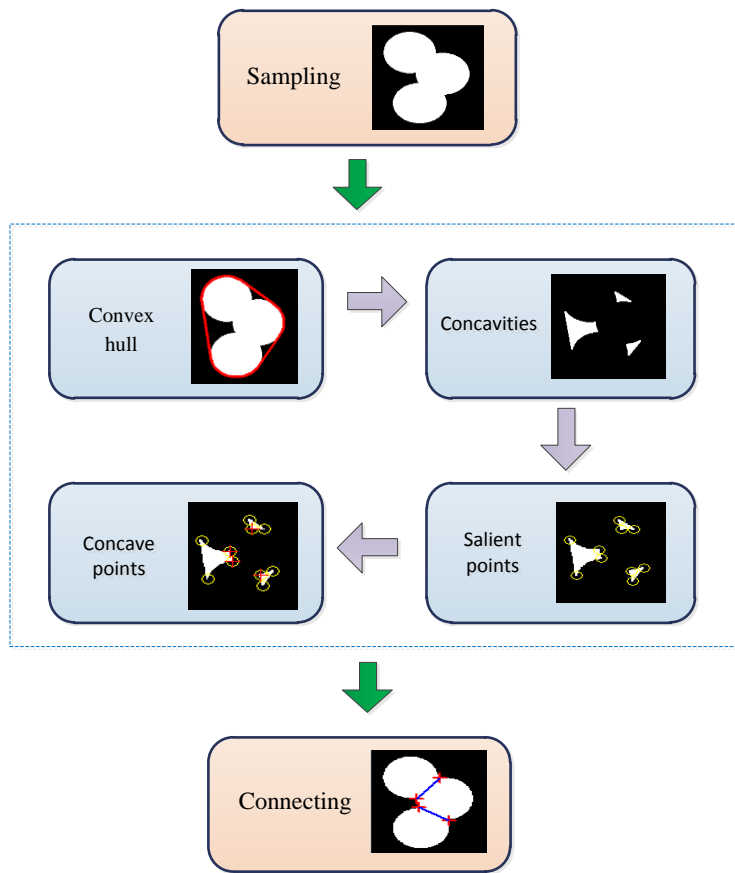 Sampling
Convex
hull
Concavities
Salient
points
Concave
points
Connecting